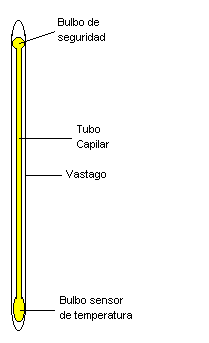 Bulbo de
seguridad
Tubo
Capilar
Vastago
Bulbo sensor
de temperatura